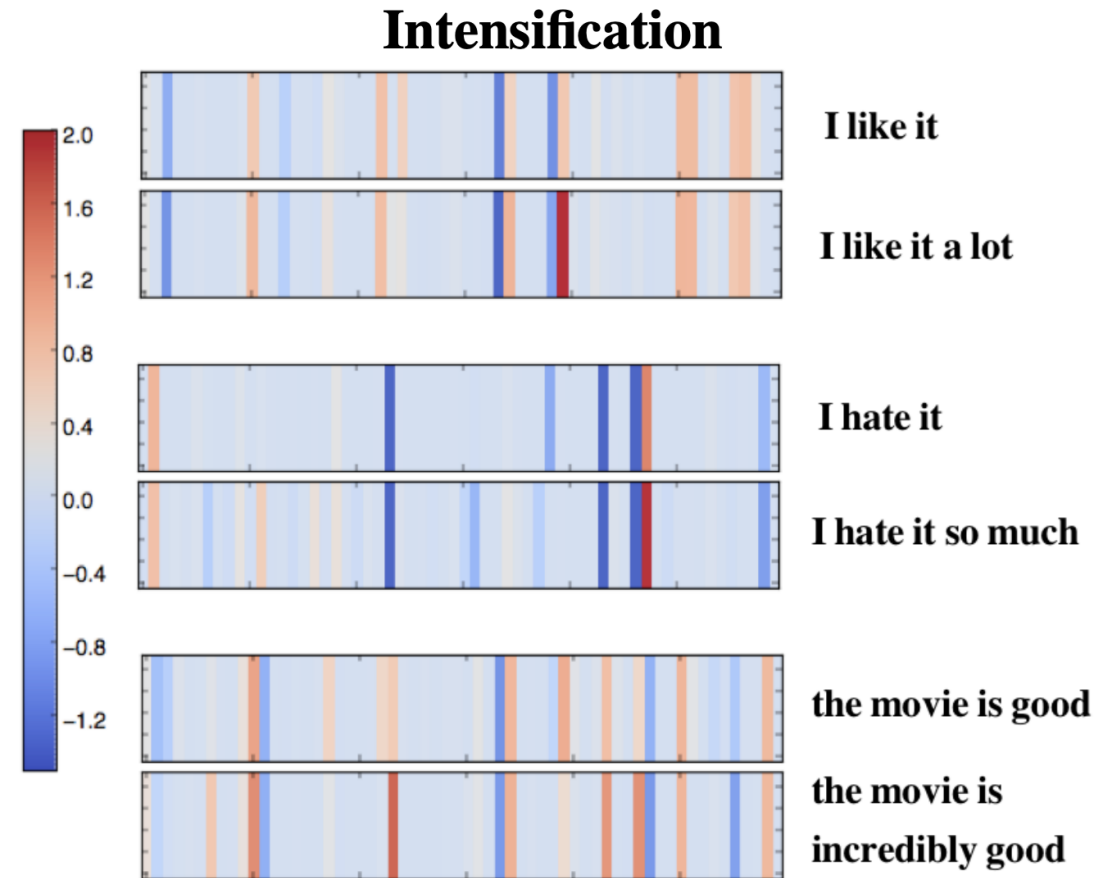 Intensification
I like it
2.0
1.6
I like it a lot
1.2
0.8
I hate it
0.4
0.0
I hate it so much
−0.4
−0.8
the movie is good
−1.2
the movie is
incredibly good